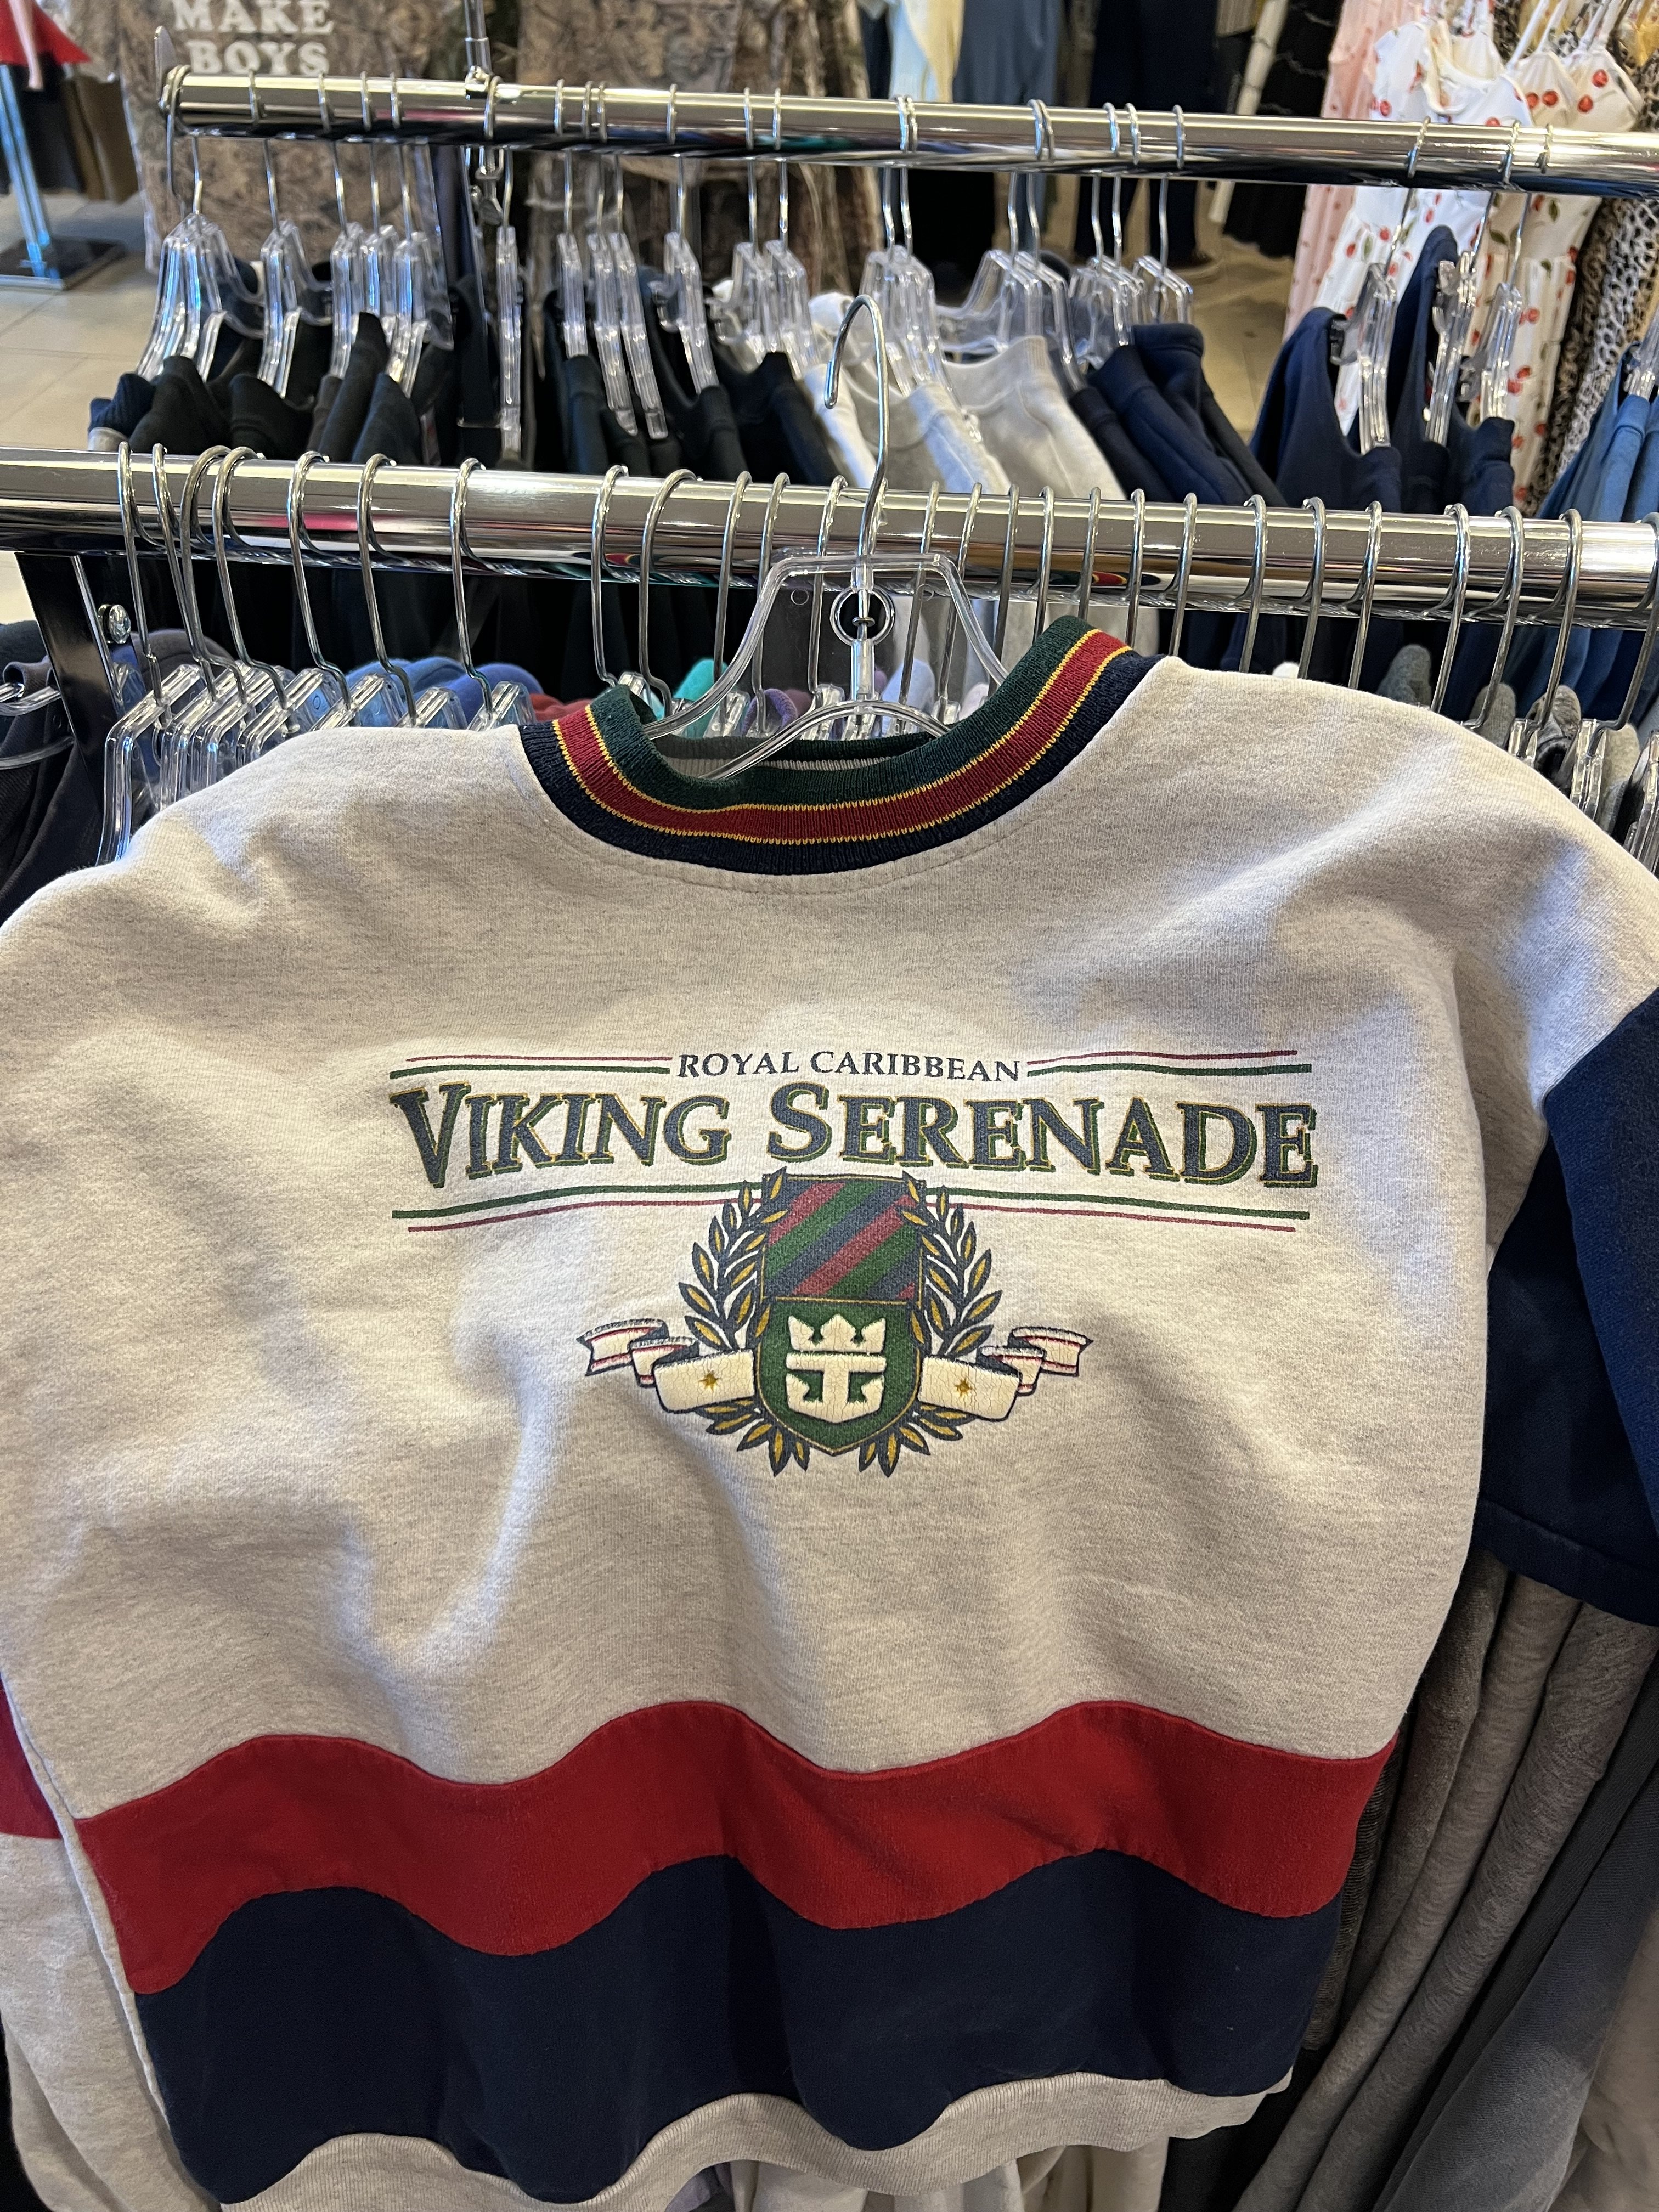 MAKE
BOYS
ROYAL CARIBBEAN
VIKING SERENADE